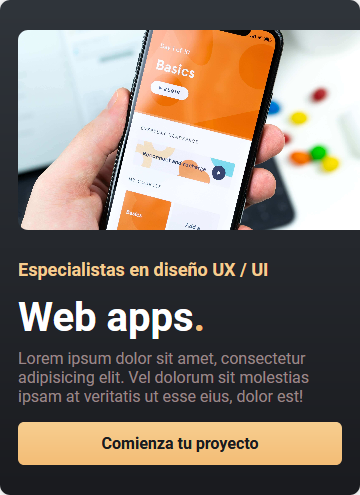 Basics
Basics
Especialistas en diseño UX / UI
Web apps.
Lorem ipsum dolor sit amet, consectetur
adipisicing elit. Vel dolorum sit molestias
ipsam at veritatis ut esse eius, dolor est!
Comienza tu proyecto